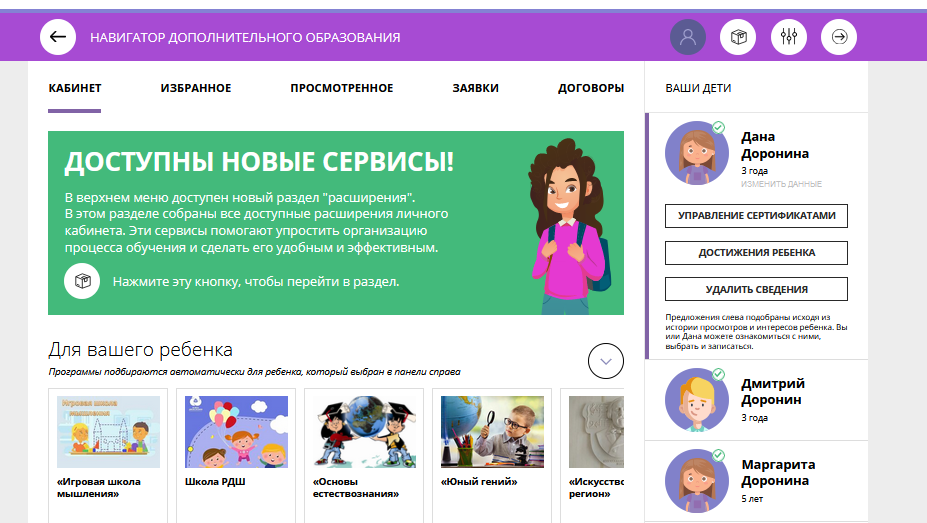 НАВИГАТОР ДОПОЛНИТЕЛЬНОГО ОБРАЗОВАНИЯ
КАБИНЕТ
ИЗБРАННОЕ
ПРОСМОТРЕННОЕ
ЗАЯВКИ
ДОГОВОРЫ
ДОСТУПНЫ НОВЫЕ СЕРВИСЫ!
В верхнем меню доступен новый раздел "расширения".
В этом разделе собраны все доступные расширения личного
кабинета. Эти сервисы помогают упростить организацию
процесса обучения и сделать его удобным и эффективным.
Нажмите эту кнопку, чтобы перейти в раздел.
Для вашего ребенка
Программы подбираются автоматически для ребенка, который выбран в панели справа
Игровая школа
мышления
«Игровая школа
мышления»
Школа РДШ
«Основы
естествознания»
«Юный гений»
«Искусство
регион»
ВАШИ ДЕТИ
Дана
Доронина
3 года
ИЗМЕНИТЬ ДАННЫЕ
УПРАВЛЕНИЕ СЕРТИФИКАТАМИ
ДОСТИЖЕНИЯ РЕБЕНКА
УДАЛИТЬ СВЕДЕНИЯ
Предложения слева подобраны исходя из
истории просмотров и интересов ребенка. Вы
или Дана можете ознакомиться с ними,
выбрать и записаться.
Дмитрий
Доронин
3 года
Маргарита
Доронина
5 лет